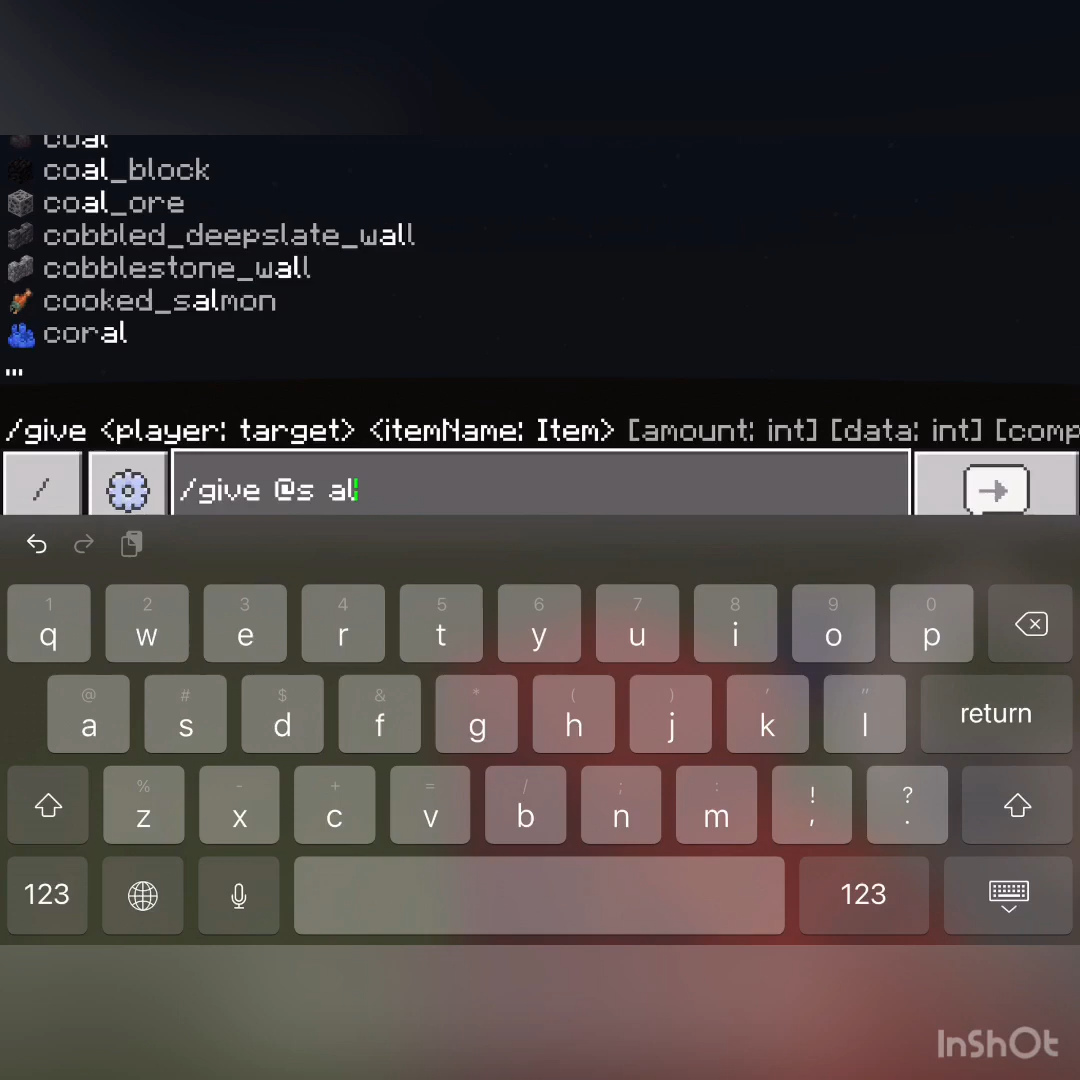 coal
coal_block
coal_ore
cobbled_deepslate_wall
cobblestone_wall
cooked_salmon
coral
...
/give <player: target> <itemName: Item> [amount: int] [data: int] [comp
/
/give @s al
1 2 3 4 5 6 7 8 9 0
q w e r t y u i o p
@ # $ & * ( ) ' "
a s d f g h j k l return
% - + = / ; : ! ?
z x c v b n m , .
123 123
InShOt